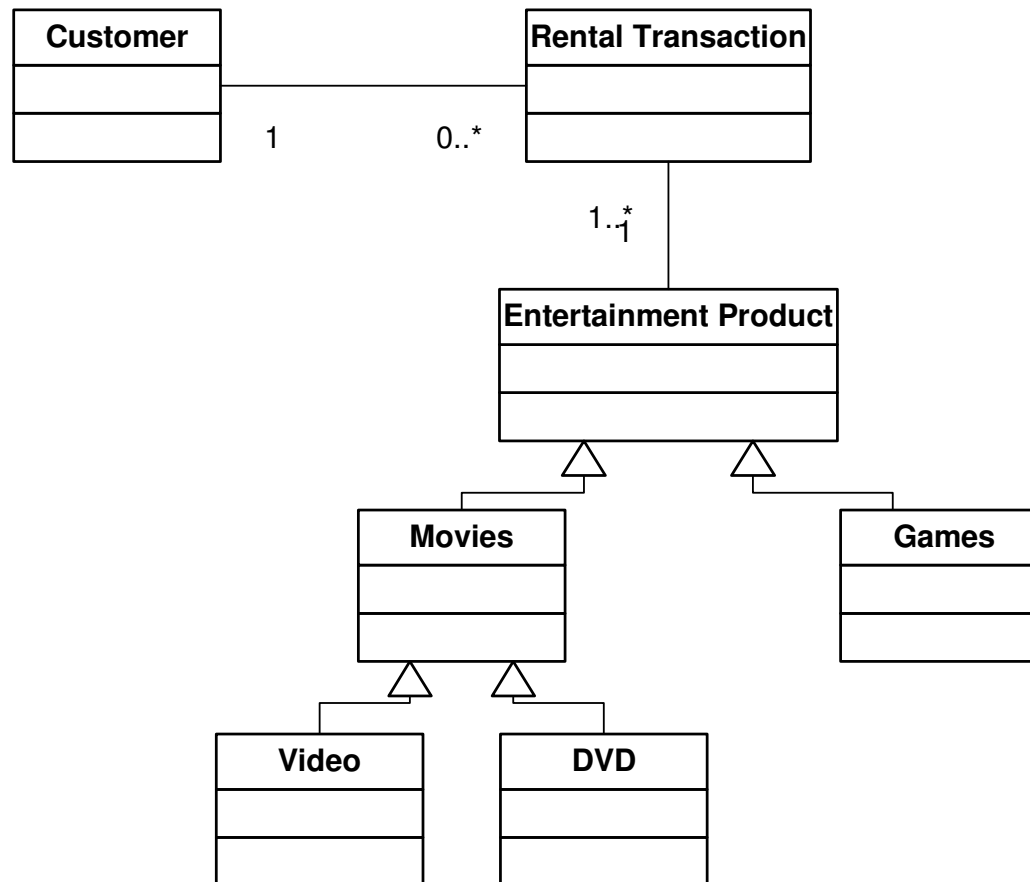 Customer
Rental Transaction
1
0..*
1..*
1
Entertainment Product
Movies
Games
Video
DVD